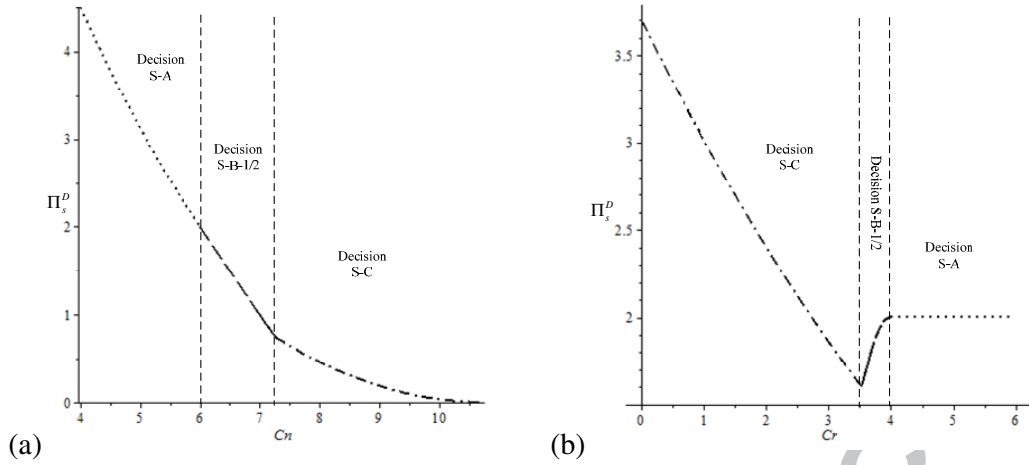 4
3
2
1
0
Π_s^D
Decision
S-A
Decision
S-B-1/2
Decision
S-C
4
5
6
7
8
9
10
Cn
(a)
3.5
3
2.5
2
Π_s^D
Decision
S-C
Decision S-B-1/2
Decision
S-A
0
1
2
3
4
5
6
Cr
(b)